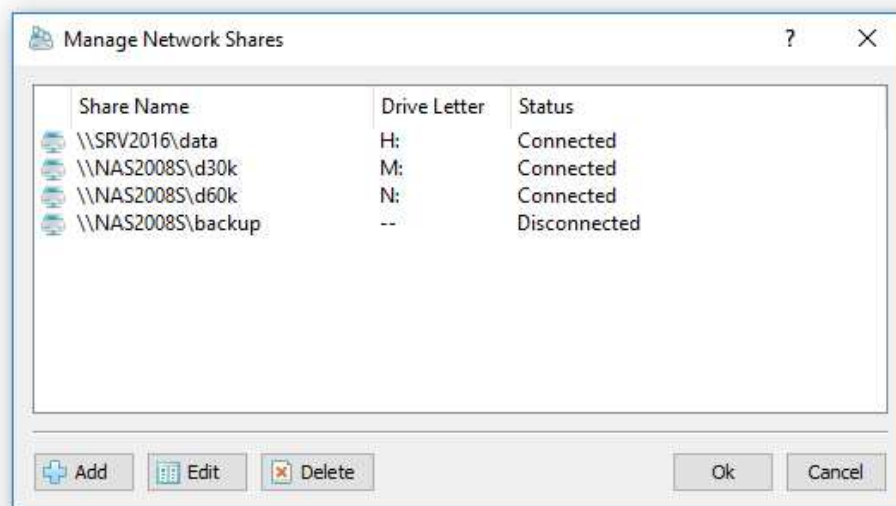 Manage Network Shares
?
Share Name Drive Letter Status
\\SRV2016\data H: Connected
\\NAS2008S\d30k M: Connected
\\NAS2008S\d60k N: Connected
\\NAS2008S\backup -- Disconnected
Add Edit Delete Ok Cancel